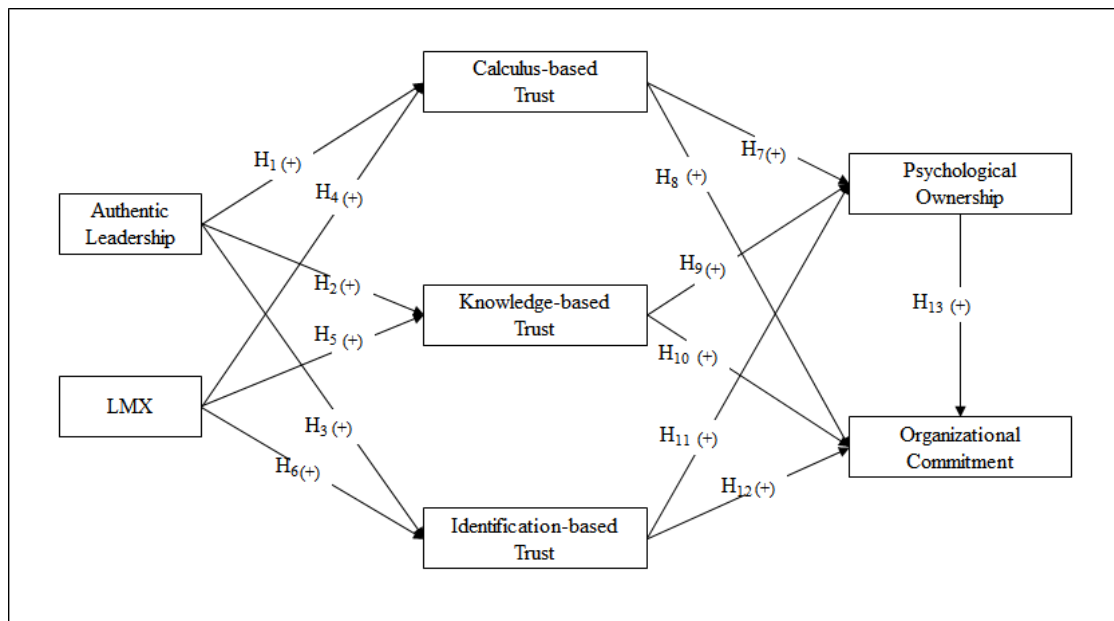 Calculus-based
Trust
H1 (+)
H7(+)
H4 (+)
H8 (+)
Psychological
Ownership
Authentic
Leadership
H2 (+)
H9 (+)
Knowledge-based
Trust
H13 (+)
H5 (+)
H10 (+)
LMX
H3 (+)
H11 (+)
Organizational
Commitment
H6(+)
H12 (+)
Identification-based
Trust